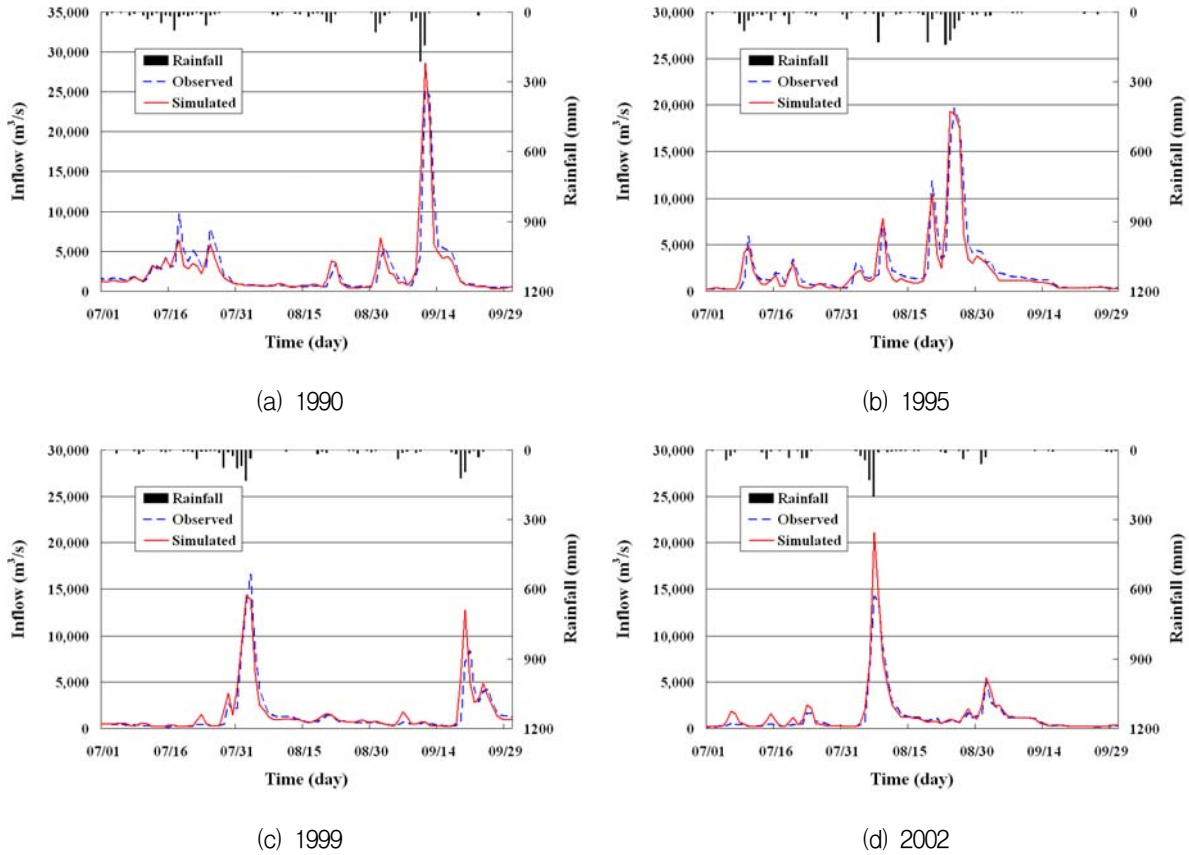 35,000
30,000
25,000
20,000
15,000
10,000
5,000
0
Inflow (m³/s)
0
300
600
900
1200
Rainfall (mm)
Rainfall
Observed
Simulated
07/01 07/16 07/31 08/15 08/30 09/14 09/29
Time (day)
(a) 1990
30,000
25,000
20,000
15,000
10,000
5,000
0
Inflow (m³/s)
0
300
600
900
1200
Rainfall (mm)
Rainfall
Observed
Simulated
07/01 07/16 07/31 08/15 08/30 09/14 09/29
Time (day)
(b) 1995
30,000
25,000
20,000
15,000
10,000
5,000
0
Inflow (m³/s)
0
300
600
900
1200
Rainfall (mm)
Rainfall
Observed
Simulated
07/01 07/16 07/31 08/15 08/30 09/14 09/29
Time (day)
(c) 1999
30,000
25,000
20,000
15,000
10,000
5,000
0
Inflow (m³/s)
0
300
600
900
1200
Rainfall (mm)
Rainfall
Observed
Simulated
07/01 07/16 07/31 08/15 08/30 09/14 09/29
Time (day)
(d) 2002